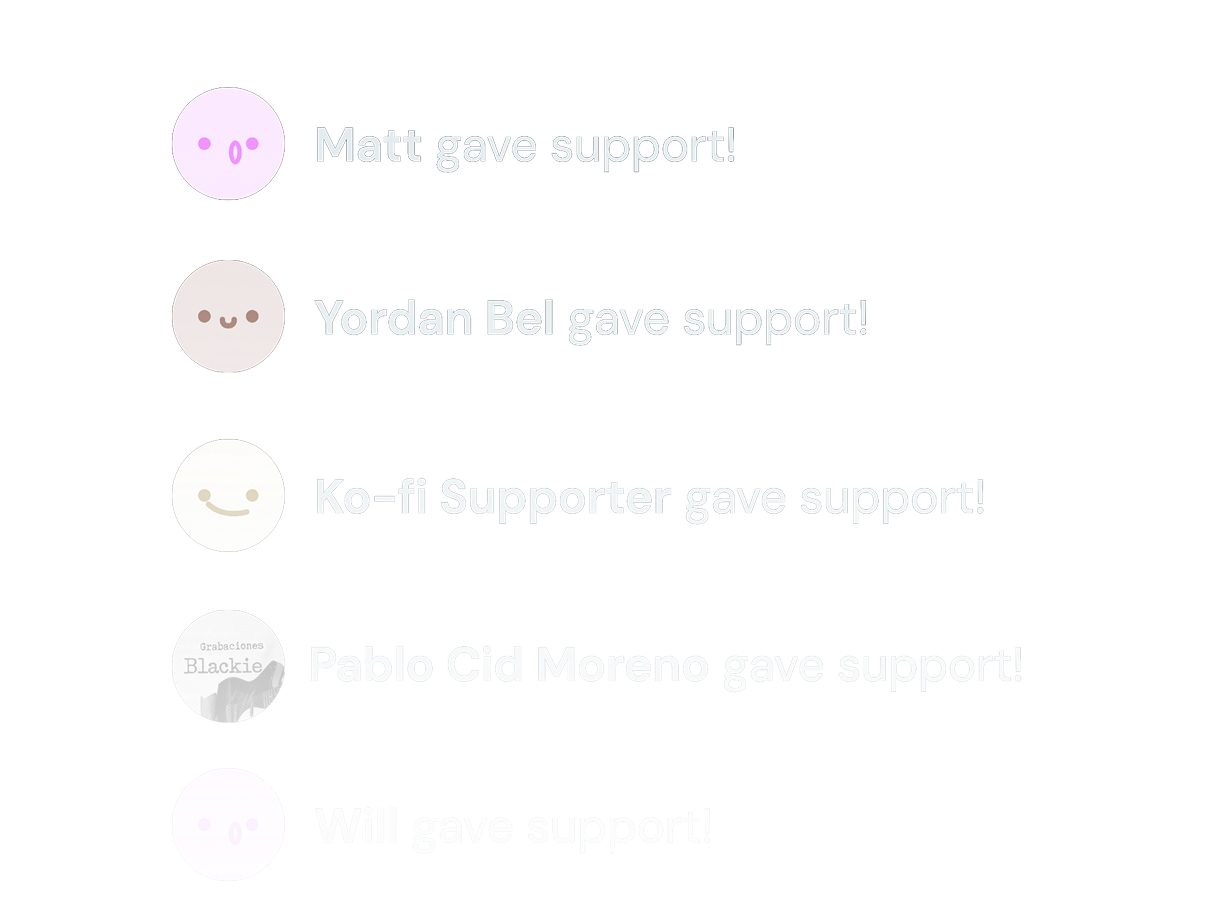 Matt gave support!
Yordan Bel gave support!
Ko-fi Supporter gave support!
Grabaciones
Blackie
Pablo Cid Moreno gave support!
Will gave support!